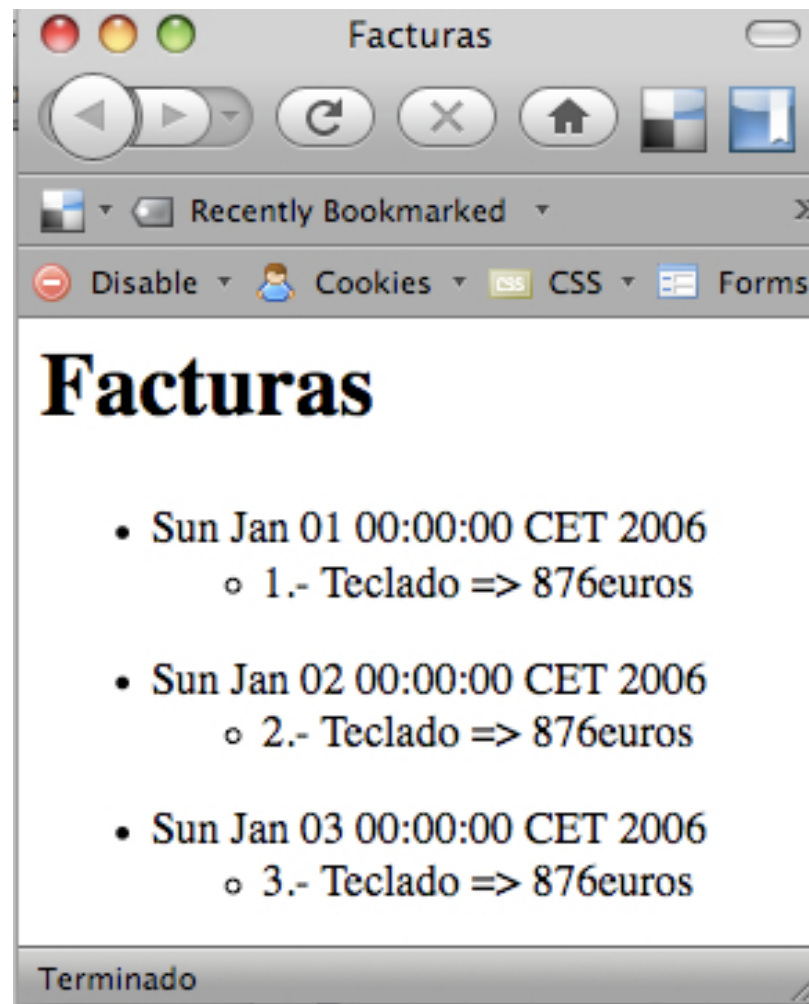 Facturas
Recently Bookmarked
Disable Cookies CSS Forms
Facturas
• Sun Jan 01 00:00:00 CET 2006
1.- Teclado => 876euros
• Sun Jan 02 00:00:00 CET 2006
2.- Teclado => 876euros
• Sun Jan 03 00:00:00 CET 2006
3.- Teclado => 876euros
Terminado